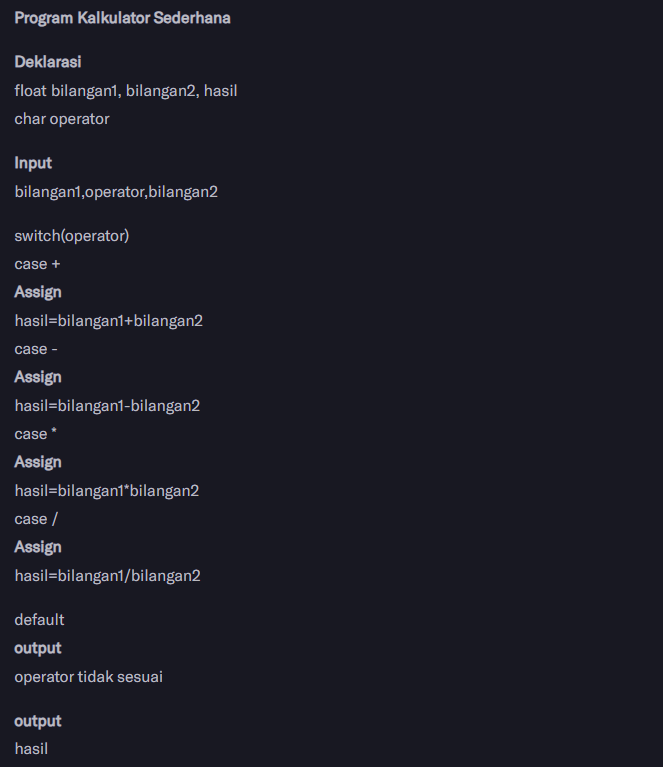 Program Kalkulator Sederhana
Deklarasi
float bilangan1, bilangan2, hasil
char operator
Input
bilangan1,operator,bilangan2
switch(operator)
case +
Assign
hasil=bilangan1+bilangan2
case -
Assign
hasil=bilangan1-bilangan2
case *
Assign
hasil=bilangan1*bilangan2
case /
Assign
hasil=bilangan1/bilangan2
default
output
operator tidak sesuai
output
hasil